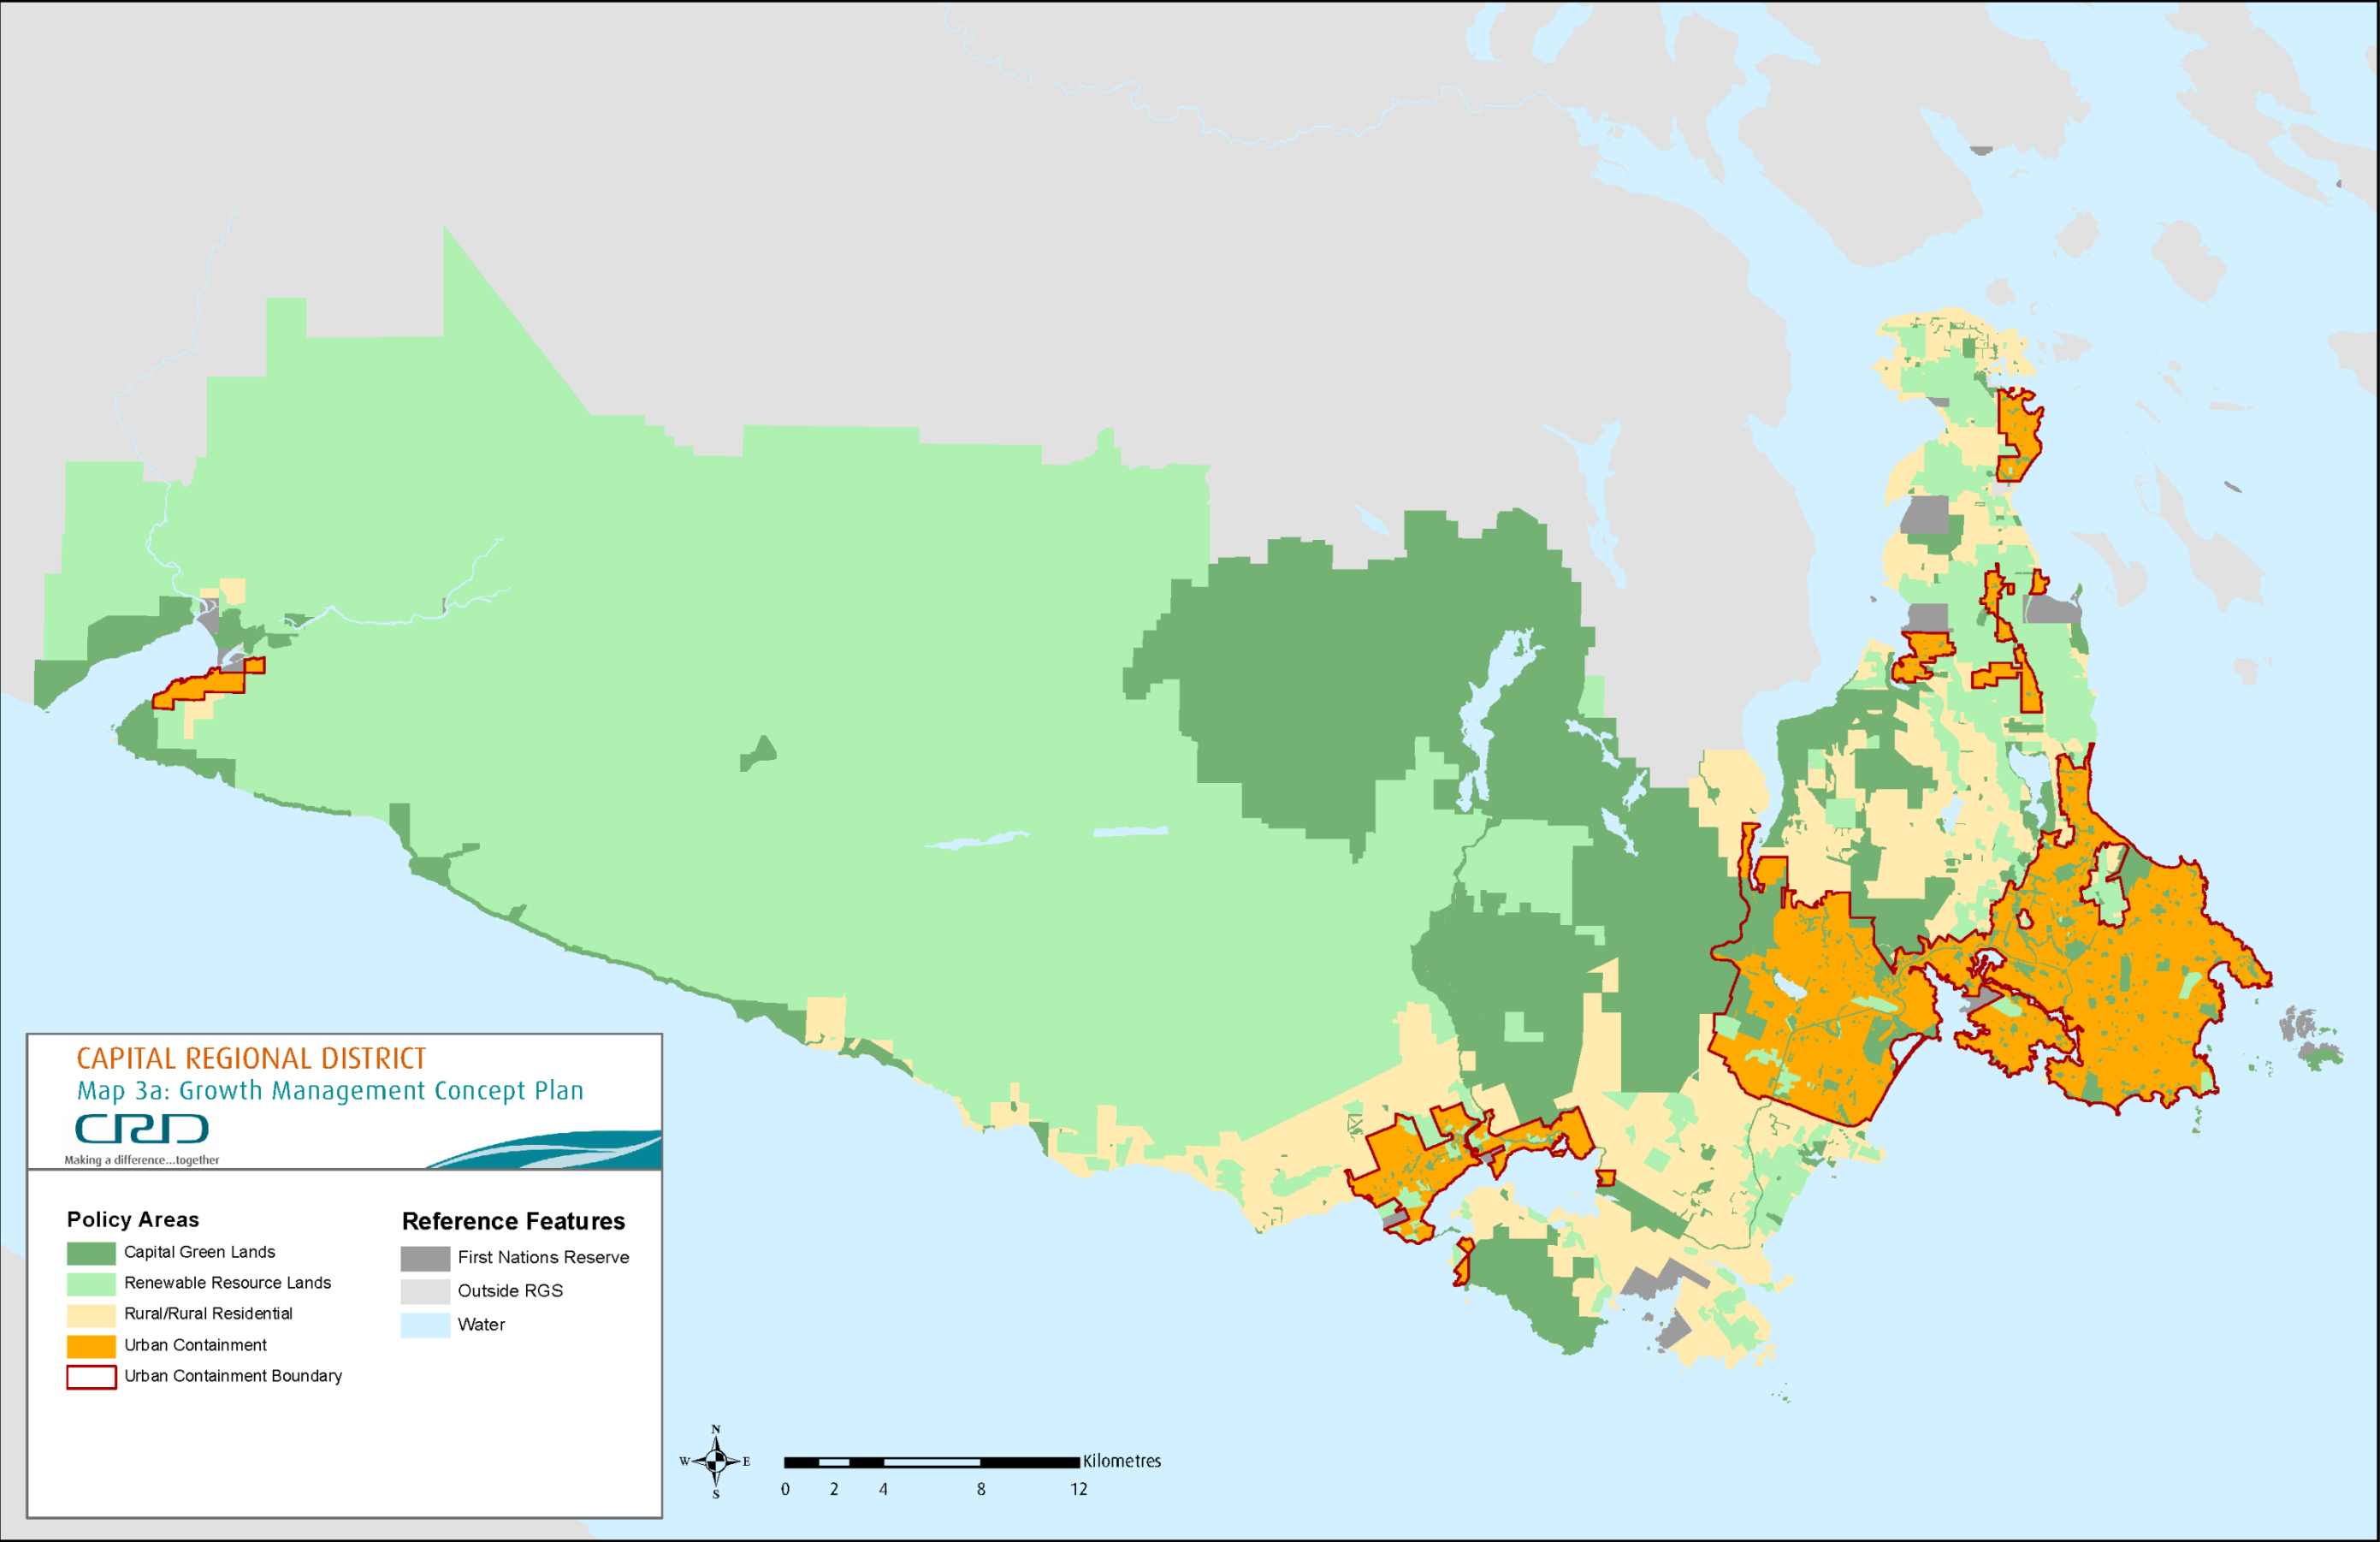 CAPITAL REGIONAL DISTRICT
Map 3a: Growth Management Concept Plan
CRD
Making a difference...together
Policy Areas
Capital Green Lands
Renewable Resource Lands
Rural/Rural Residential
Urban Containment
Urban Containment Boundary
Reference Features
First Nations Reserve
Outside RGS
Water
N
W E
S
Kilometres
0 2 4 8 12